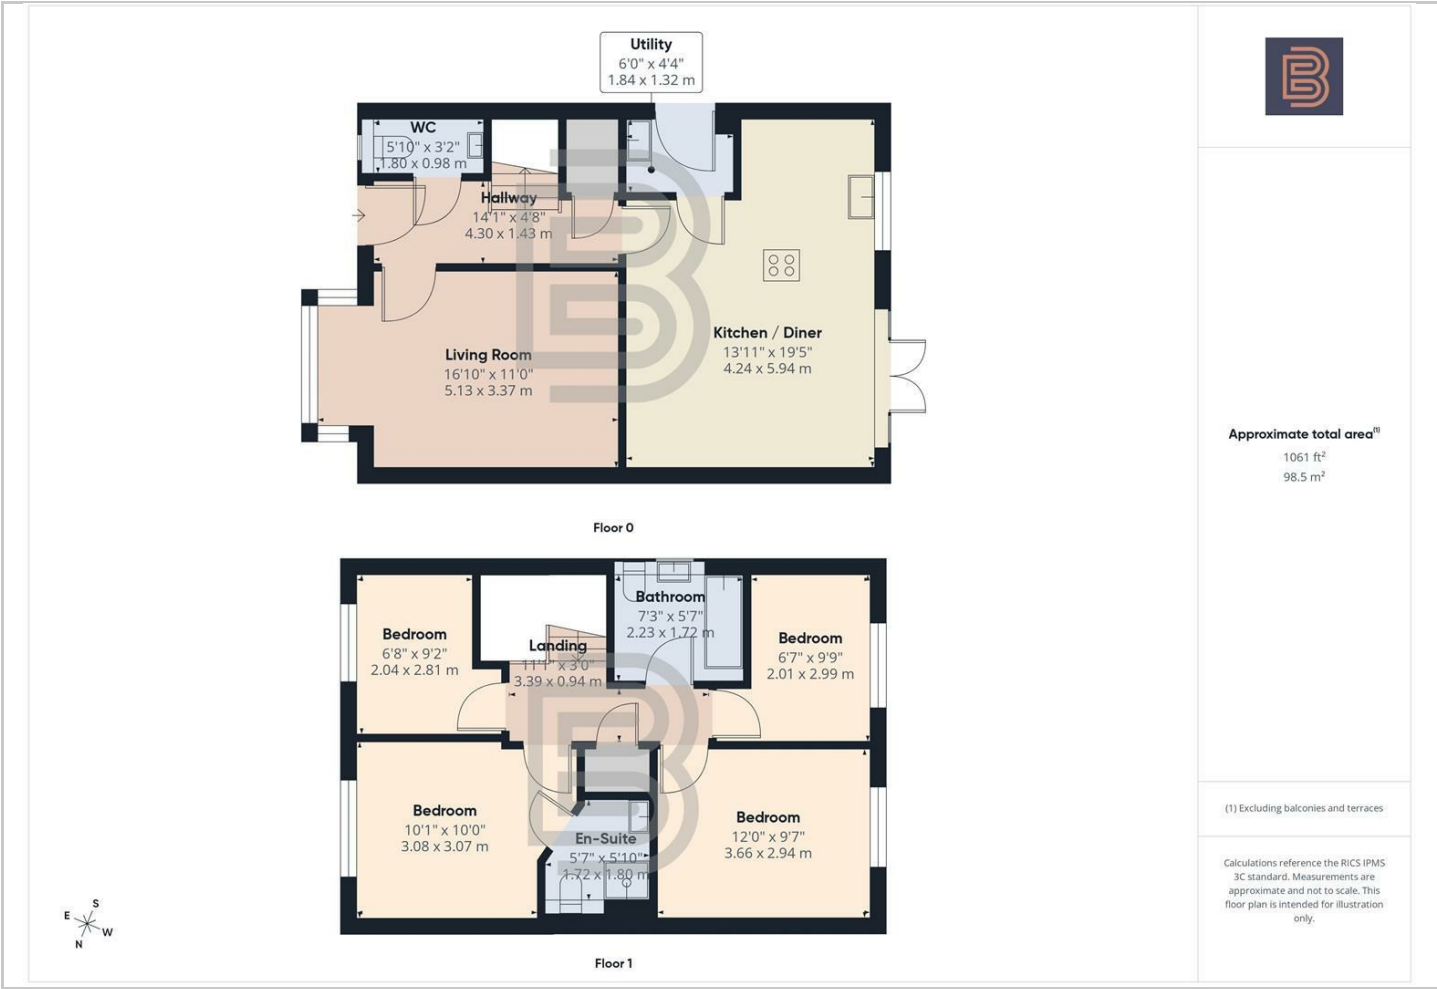 Utility
6'0" x 4'4"
1.84 x 1.32 m
WC
5'10" x 3'2"
1.80 x 0.98 m
Hallway
14'1" x 4'8"
4.30 x 1.43 m
Living Room
16'10" x 11'0"
5.13 x 3.37 m
Kitchen / Diner
13'11" x 19'5"
4.24 x 5.94 m
Floor 0
Bedroom
6'8" x 9'2"
2.04 x 2.81 m
Landing
11'1" x 3'0"
3.39 x 0.94 m
Bathroom
7'3" x 5'7"
2.23 x 1.72 m
Bedroom
6'7" x 9'9"
2.01 x 2.99 m
Bedroom
10'1" x 10'0"
3.08 x 3.07 m
En-Suite
5'7" x 5'10"
1.72 x 1.80 m
Bedroom
12'0" x 9'7"
3.66 x 2.94 m
Floor 1
S
E
W
N
B
Approximate total area(1)
1061 ft²
98.5 m²
(1) Excluding balconies and terraces
Calculations reference the RICS IPMS
3C standard. Measurements are
approximate and not to scale. This
floor plan is intended for illustration
only.